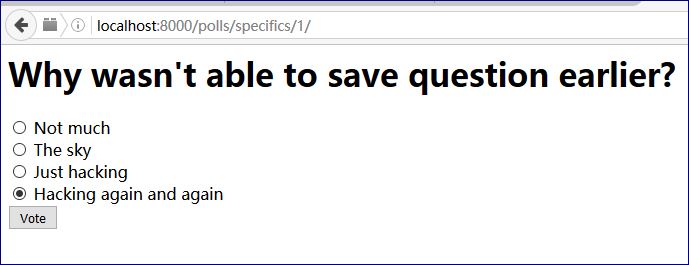 localhost:8000/polls/specifics/1/
Why wasn't able to save question earlier?
Not much
The sky
Just hacking
Hacking again and again
Vote